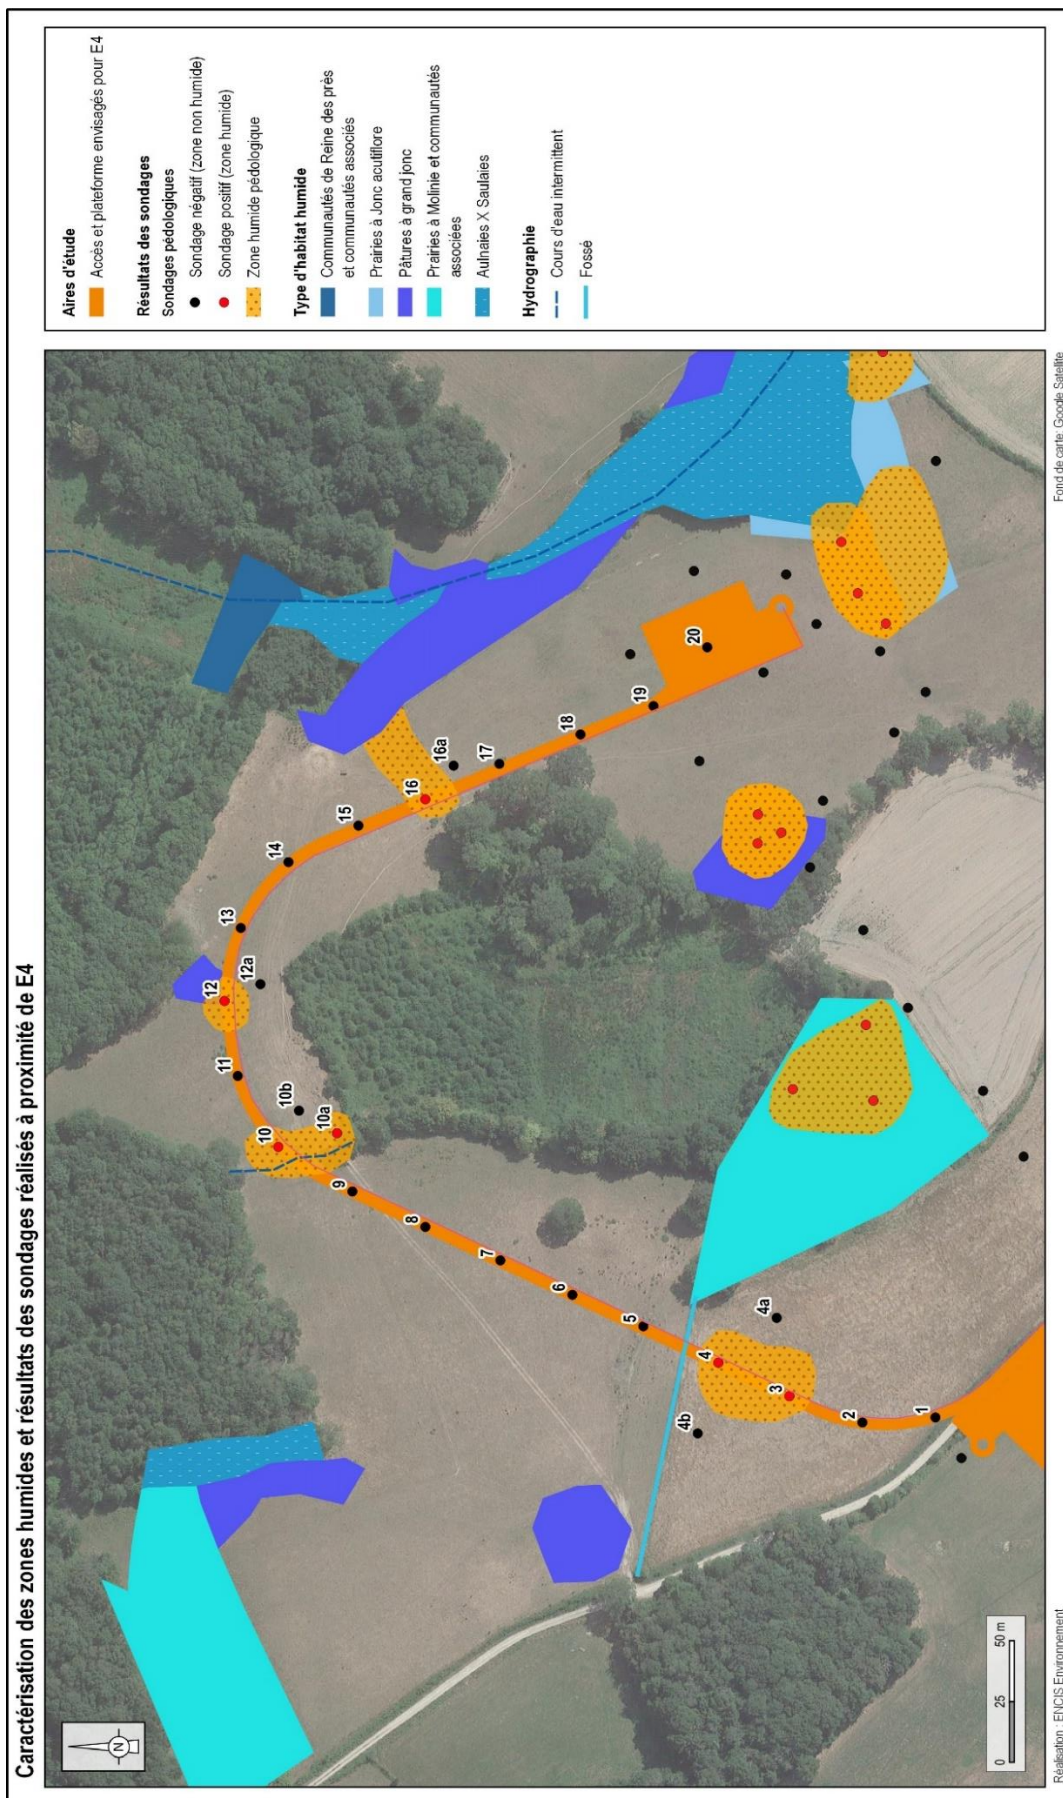 Caractérisation des zones humides et résultats des sondages réalisés à proximité de E4
N
0 25 50 m
1
2
3
4
4a
4b
5
6
7
8
9
10
10a
10b
11
12
12a
13
14
15
16
16a
17
18
19
20
Aires d'étude
Accès et plateforme envisagés pour E4
Résultats des sondages
Sondages pédologiques
Sondage négatif (zone non humide)
Sondage positif (zone humide)
Zone humide pédologique
Type d'habitat humide
Communautés de Reine des près
et communautés associés
Prairies à Jonc acutiflore
Pâtures à grand jonc
Prairies à Molinie et communautés
associées
Aulnaies X Saulaies
Hydrographie
Cours d'eau intermittent
Fossé
Réalisation : ENCIS Environnement
Fond de carte: Google Satellite